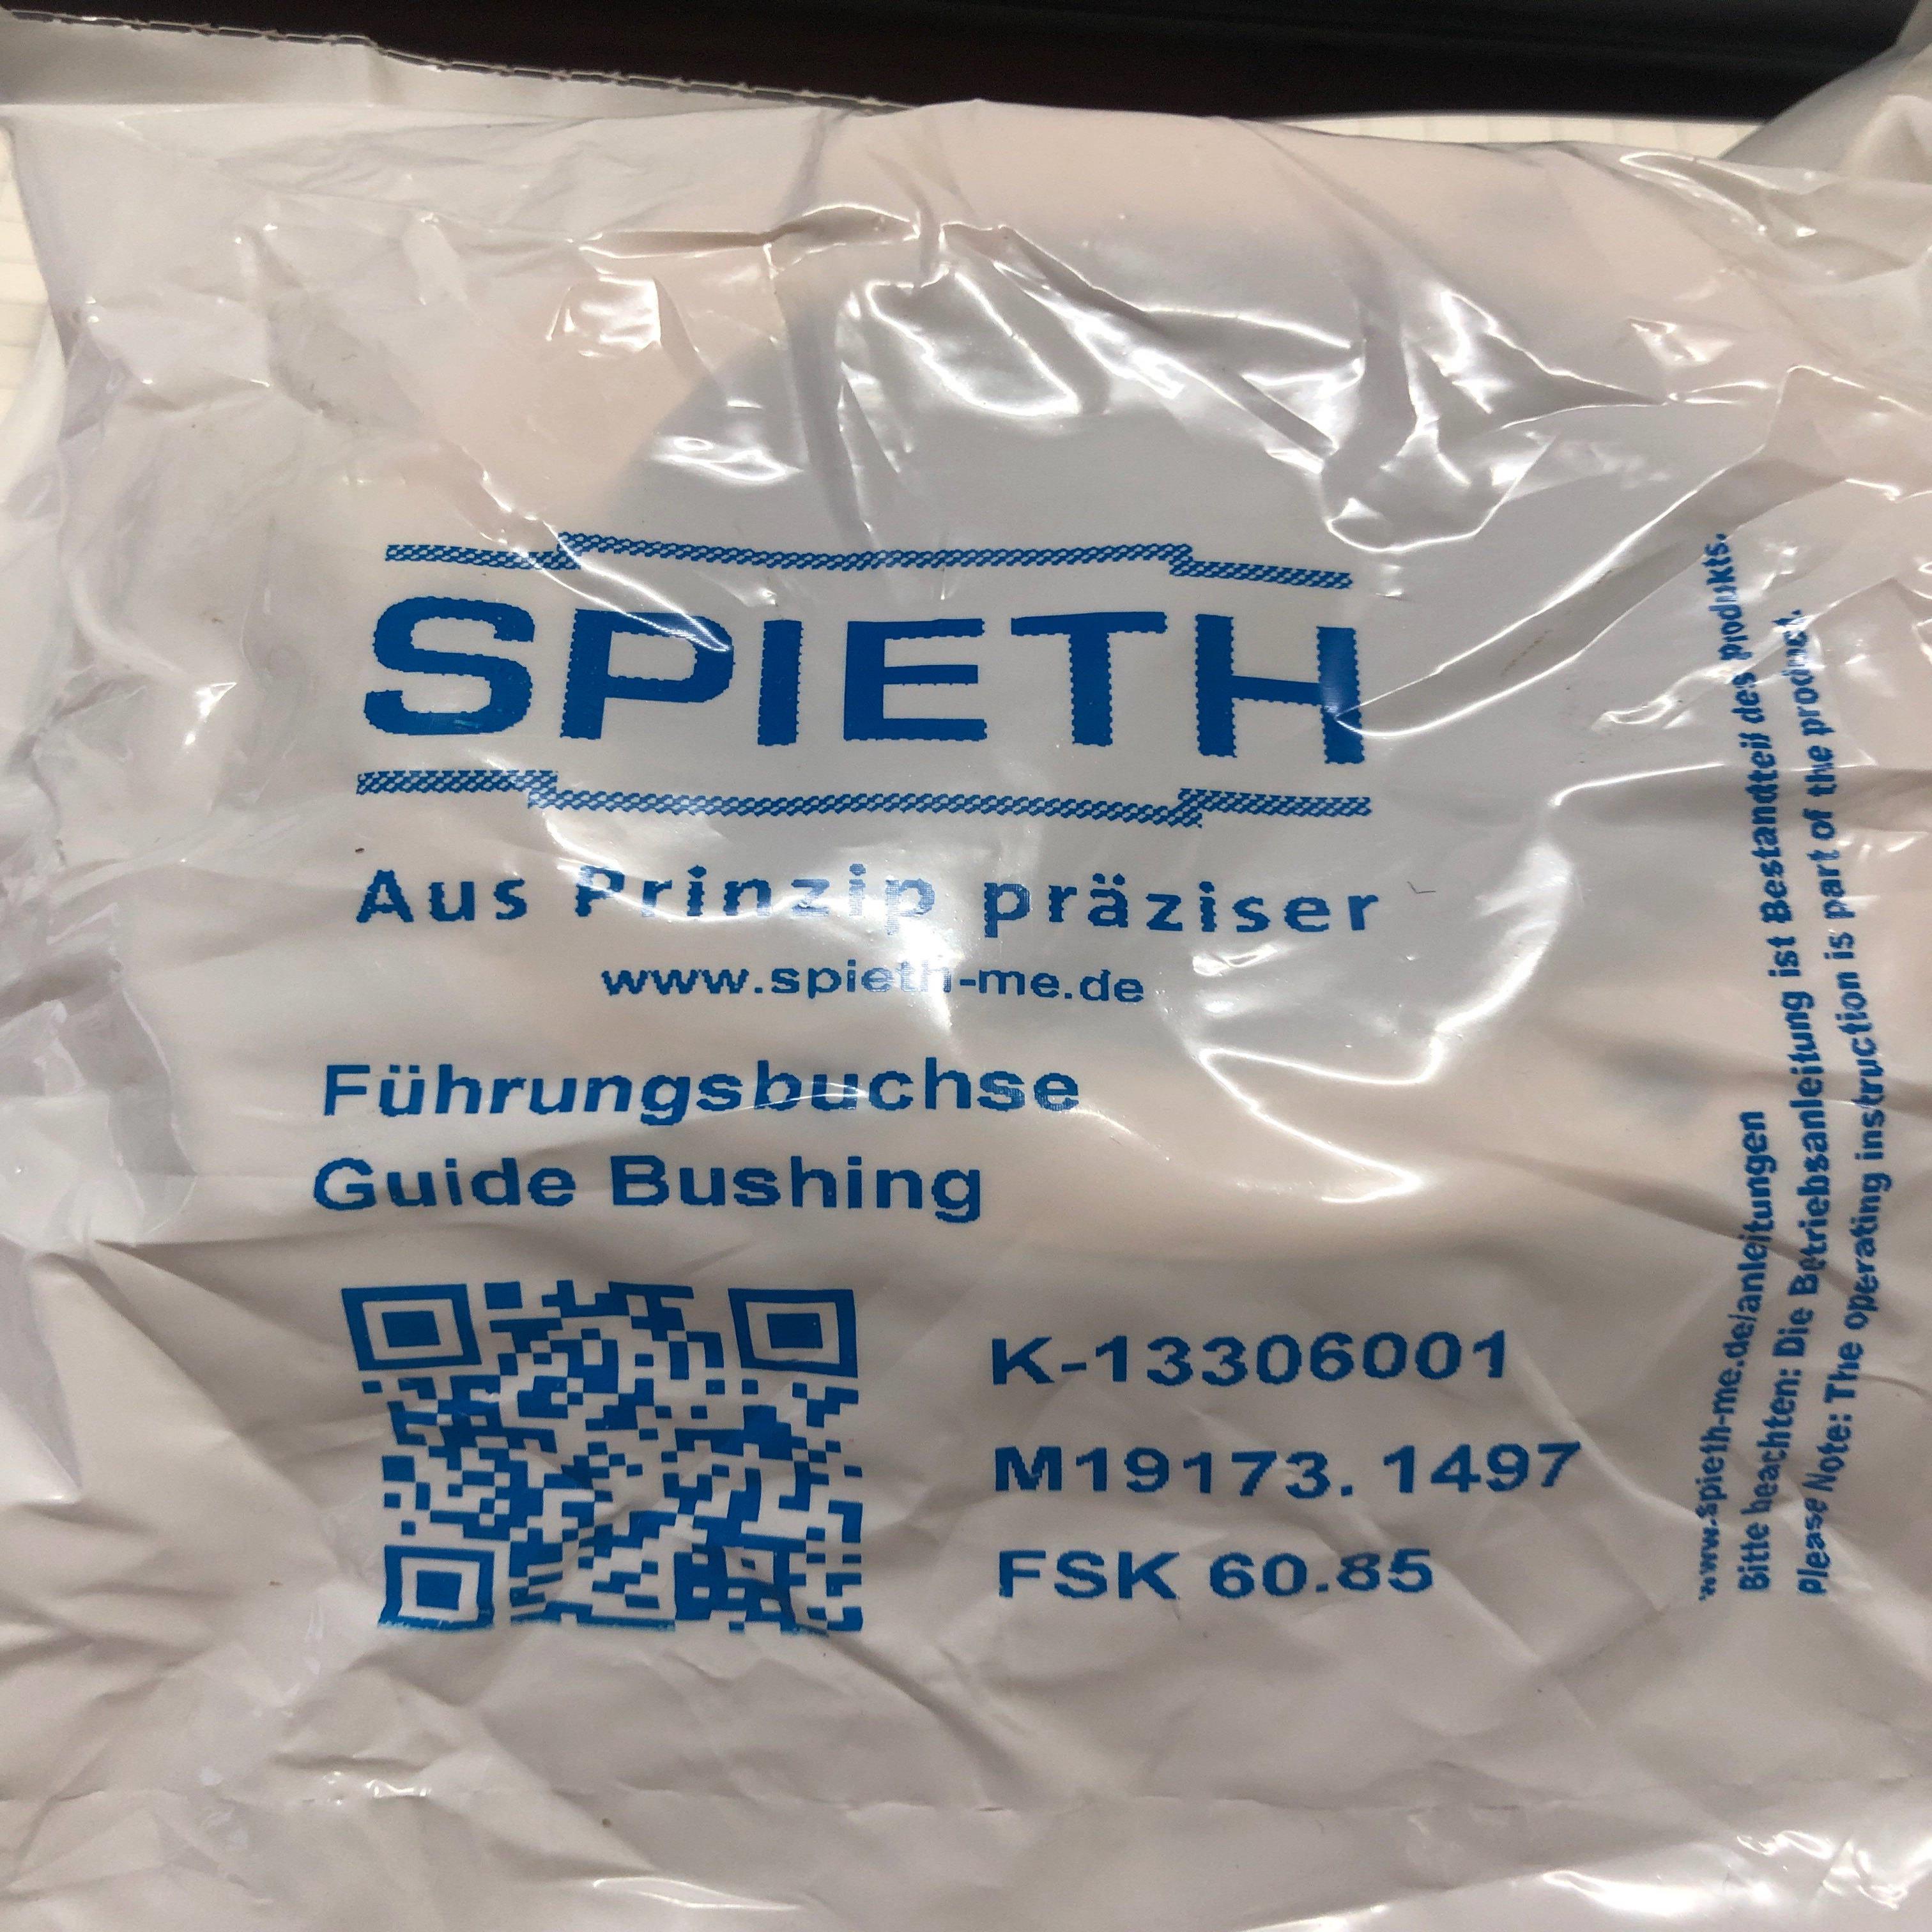 SPIETH
Aus Prinzip präziser
www.spieth-me.de
Führungsbuchse
Guide Bushing
K-13306001
M19173. 1497
FSK 60.85
www.spieth-me.de/anleitungen
Bitte beachten: Die Betriebsanleitung ist Bestandteil des produkts.
Please Note: The operating instruction is part of the product.